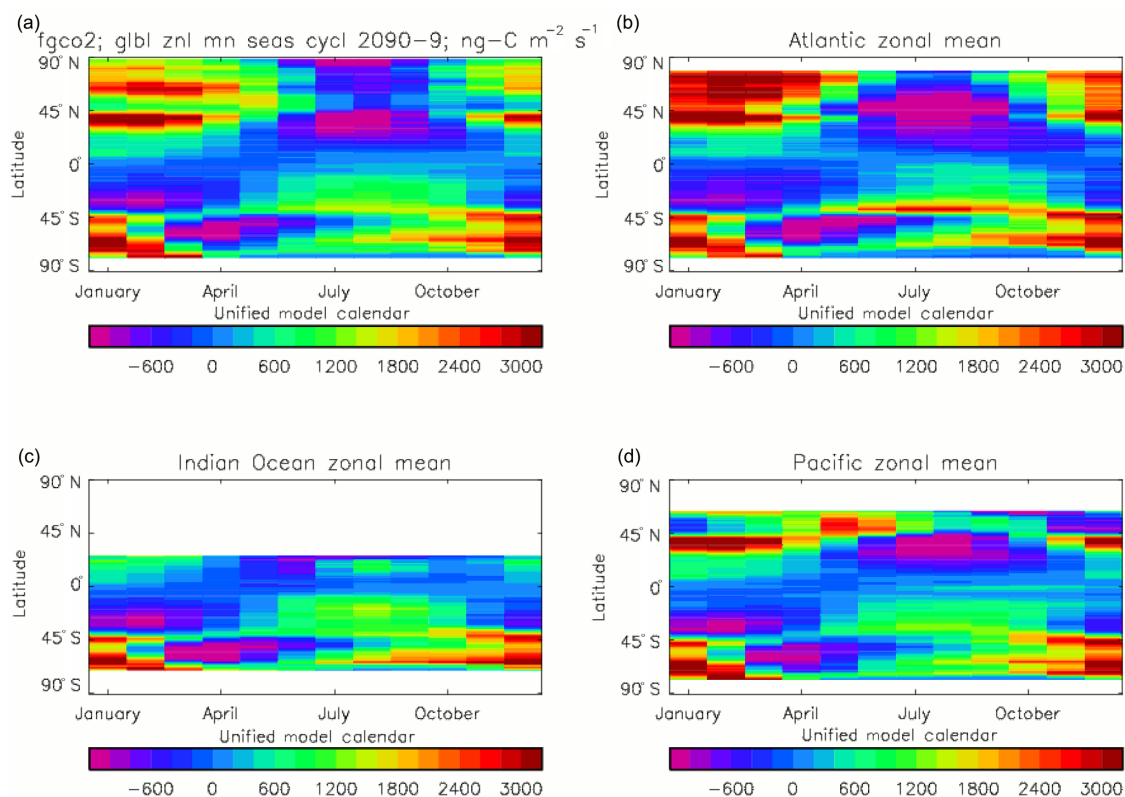 (a)
fgco2; glbl znl mn seas cycl 2090-9; ng-C m⁻² s⁻¹
90° N
45° N
0°
45° S
90° S
Latitude
January April July October
Unified model calendar
−600 0 600 1200 1800 2400 3000
(b)
Atlantic zonal mean
90° N
45° N
0°
45° S
90° S
Latitude
January April July October
Unified model calendar
−600 0 600 1200 1800 2400 3000
(c)
Indian Ocean zonal mean
90° N
45° N
0°
45° S
90° S
Latitude
January April July October
Unified model calendar
−600 0 600 1200 1800 2400 3000
(d)
Pacific zonal mean
90° N
45° N
0°
45° S
90° S
Latitude
January April July October
Unified model calendar
−600 0 600 1200 1800 2400 3000